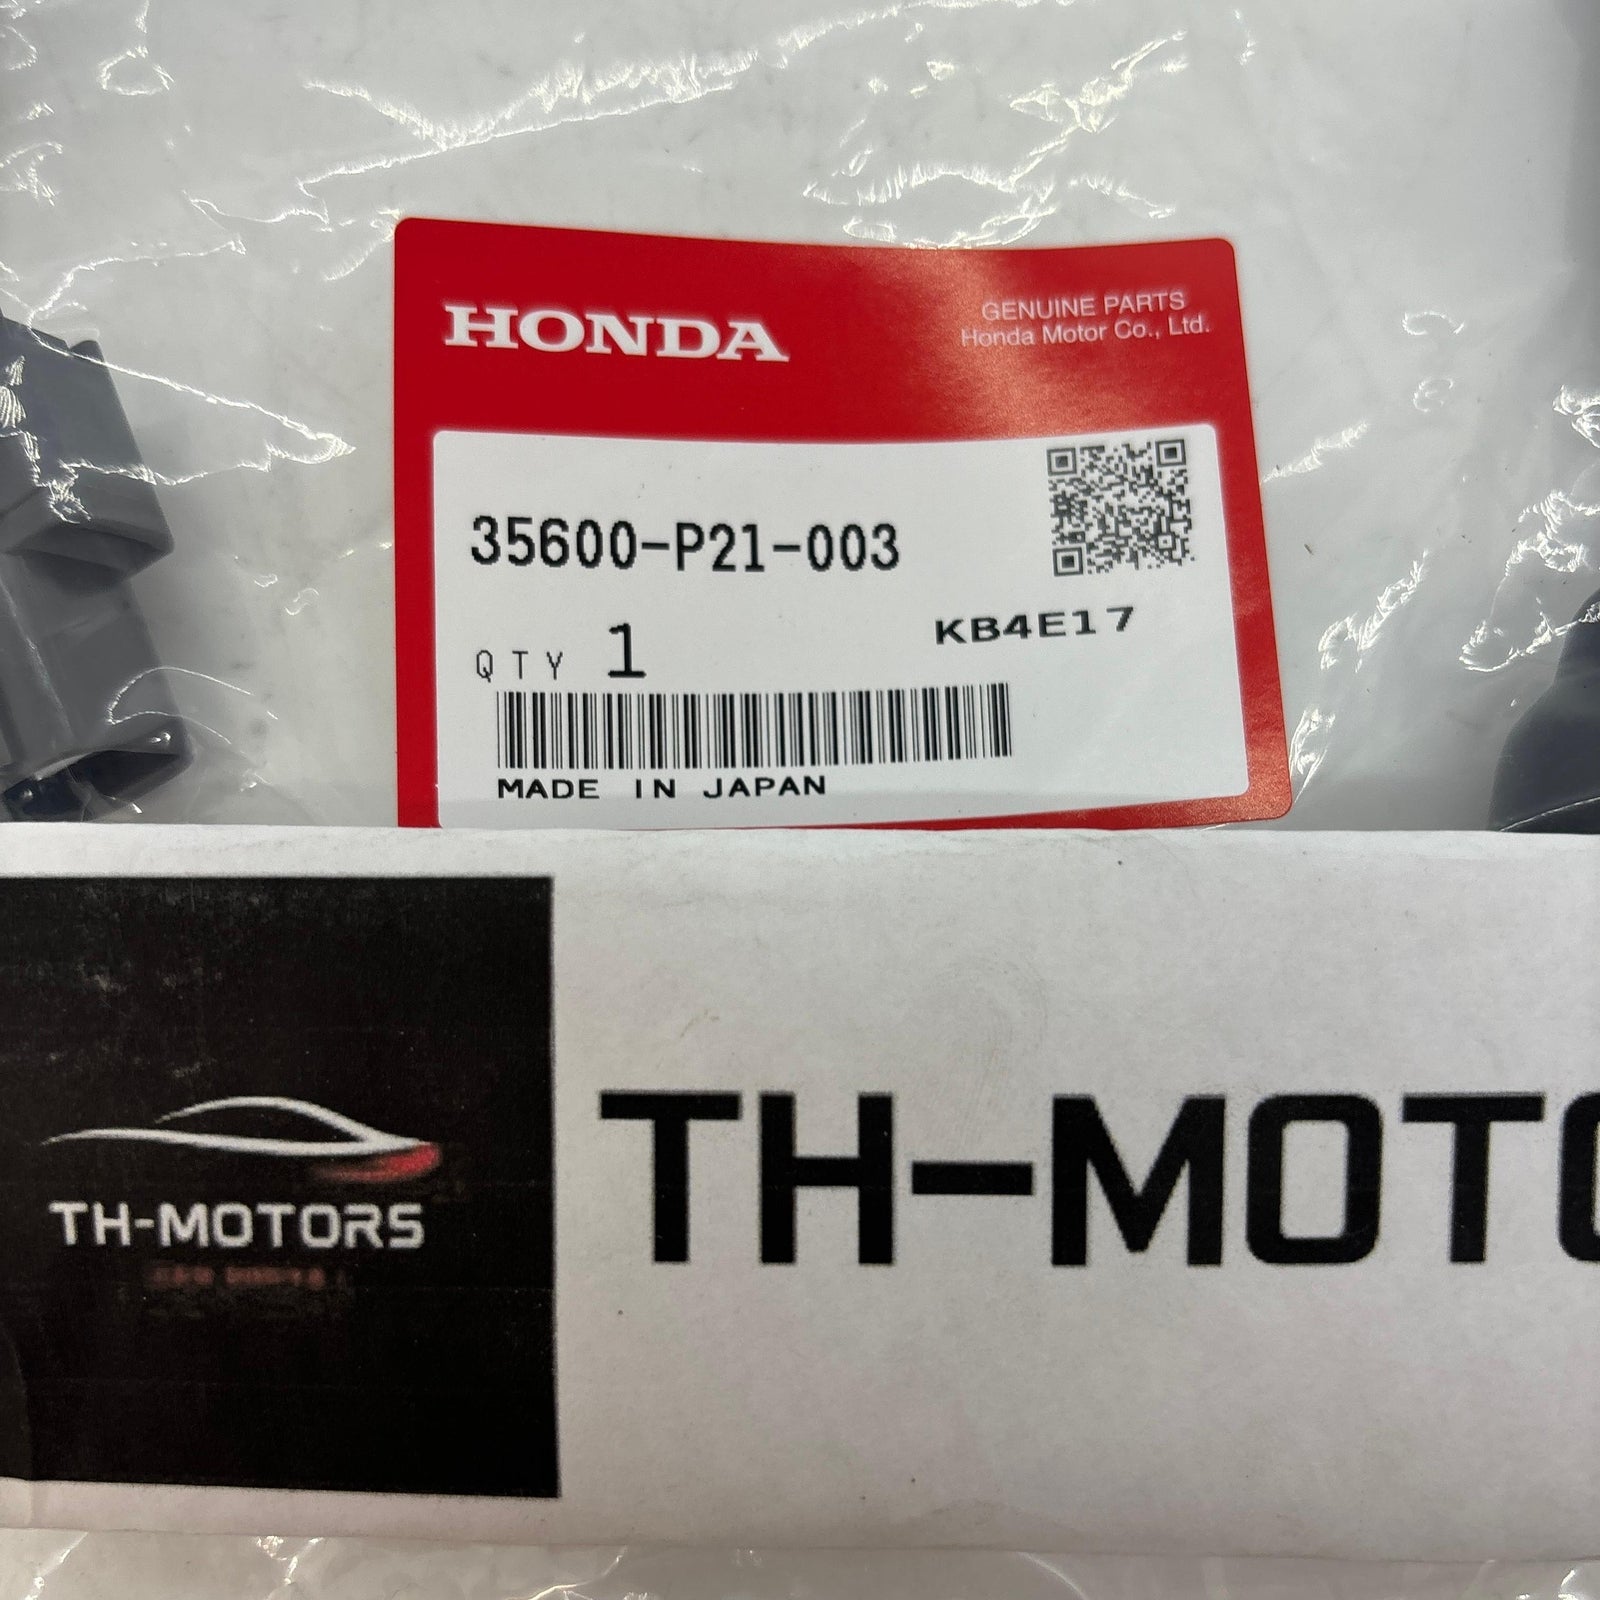 HONDA
GENUINE PARTS
Honda Motor Co., Ltd.
35600-P21-003
QTY 1
KB4E17
MADE IN JAPAN
TH-MOTORS
TH-MOTO